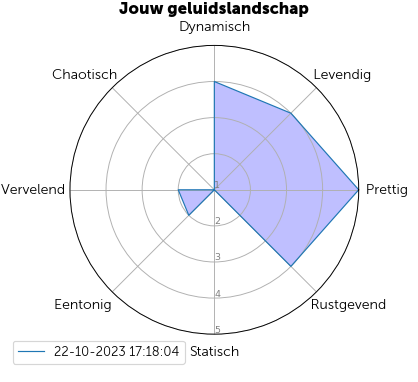 Jouw geluidslandschap
Dynamisch
Chaotisch
Levendig
Vervelend
Prettig
1
2
3
4
5
Eentonig
Rustgevend
22-10-2023 17:18:04
Statisch